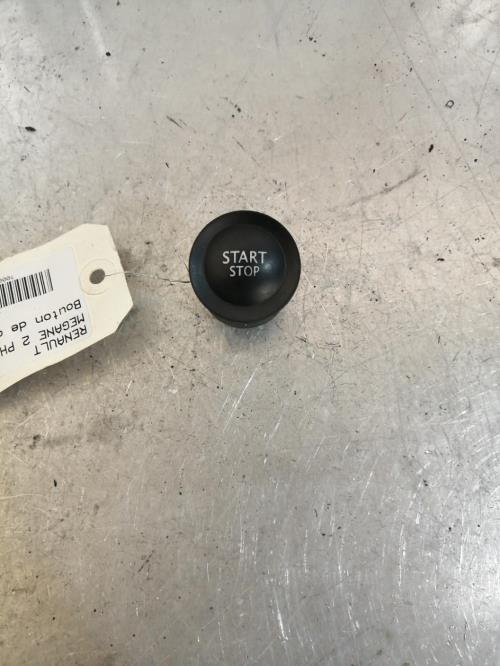 START
STOP
RENAULT
MEGANE 2 PH
Bouton de